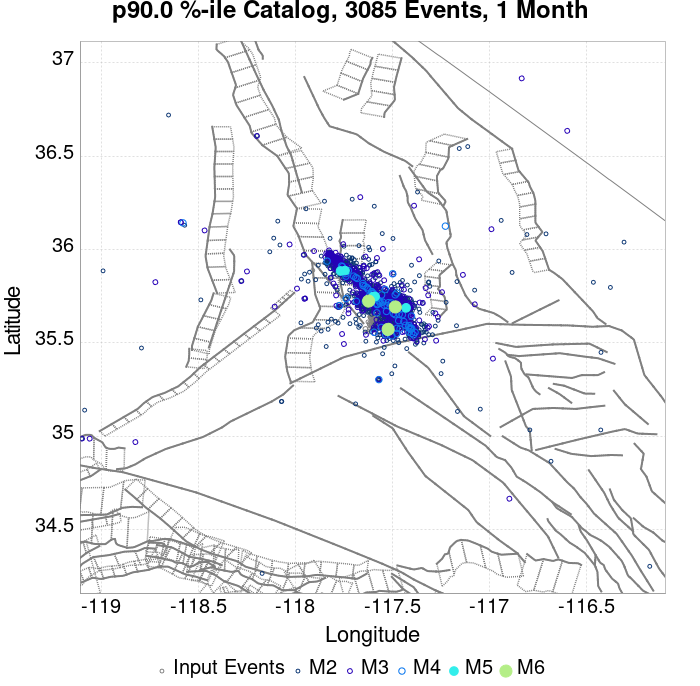 p90.0 %-ile Catalog, 3085 Events, 1 Month
37
36.5
36
35.5
35
34.5
Latitude
-119 -118.5 -118 -117.5 -117 -116.5
Longitude
Input Events M2 M3 M4 M5 M6